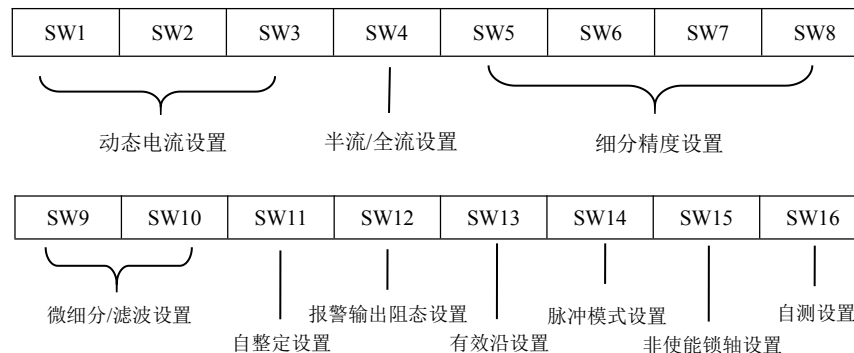 SW1 SW2 SW3 SW4 SW5 SW6 SW7 SW8
动态电流设置 半流/全流设置 细分精度设置
SW9 SW10 SW11 SW12 SW13 SW14 SW15 SW16
微细分/滤波设置 报警输出阻态设置 脉冲模式设置 自测设置
自整定设置 有效沿设置 非使能锁轴设置